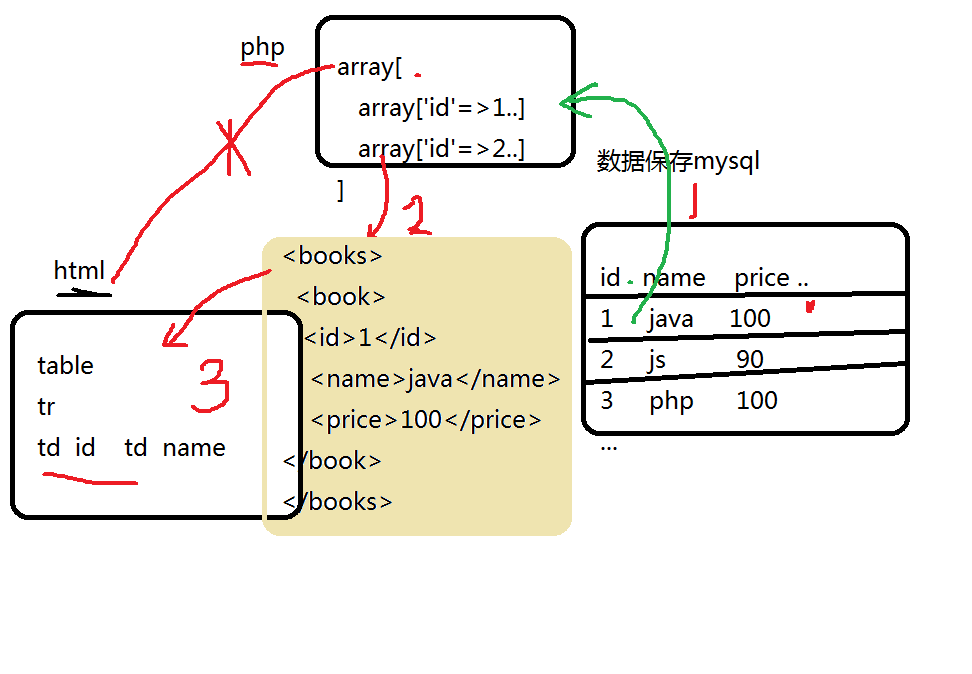 php
array[
array['id'=>1..]
array['id'=>2..]
]
数据保存mysql
1
2
id name price ..
1 java 100
2 js 90
3 php 100
...
<books>
<book>
<id>1</id>
<name>java</name>
<price>100</price>
</book>
</books>
html
table
tr
td id td name
3